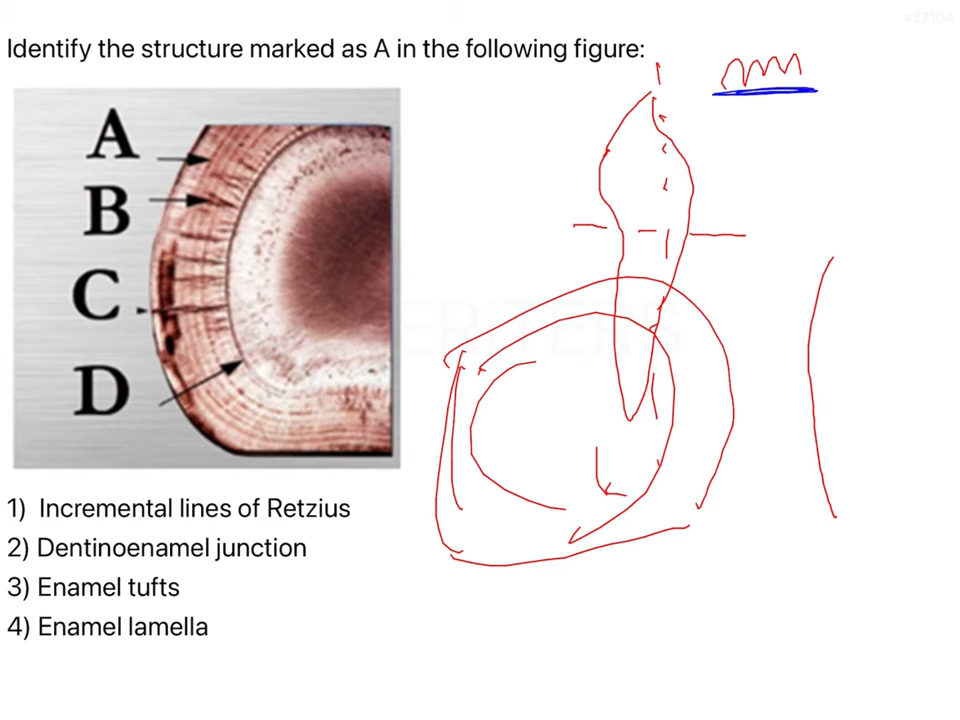 #27104
Identify the structure marked as A in the following figure:
A
B
C
D
1) Incremental lines of Retzius
2) Dentinoenamel junction
3) Enamel tufts
4) Enamel lamella